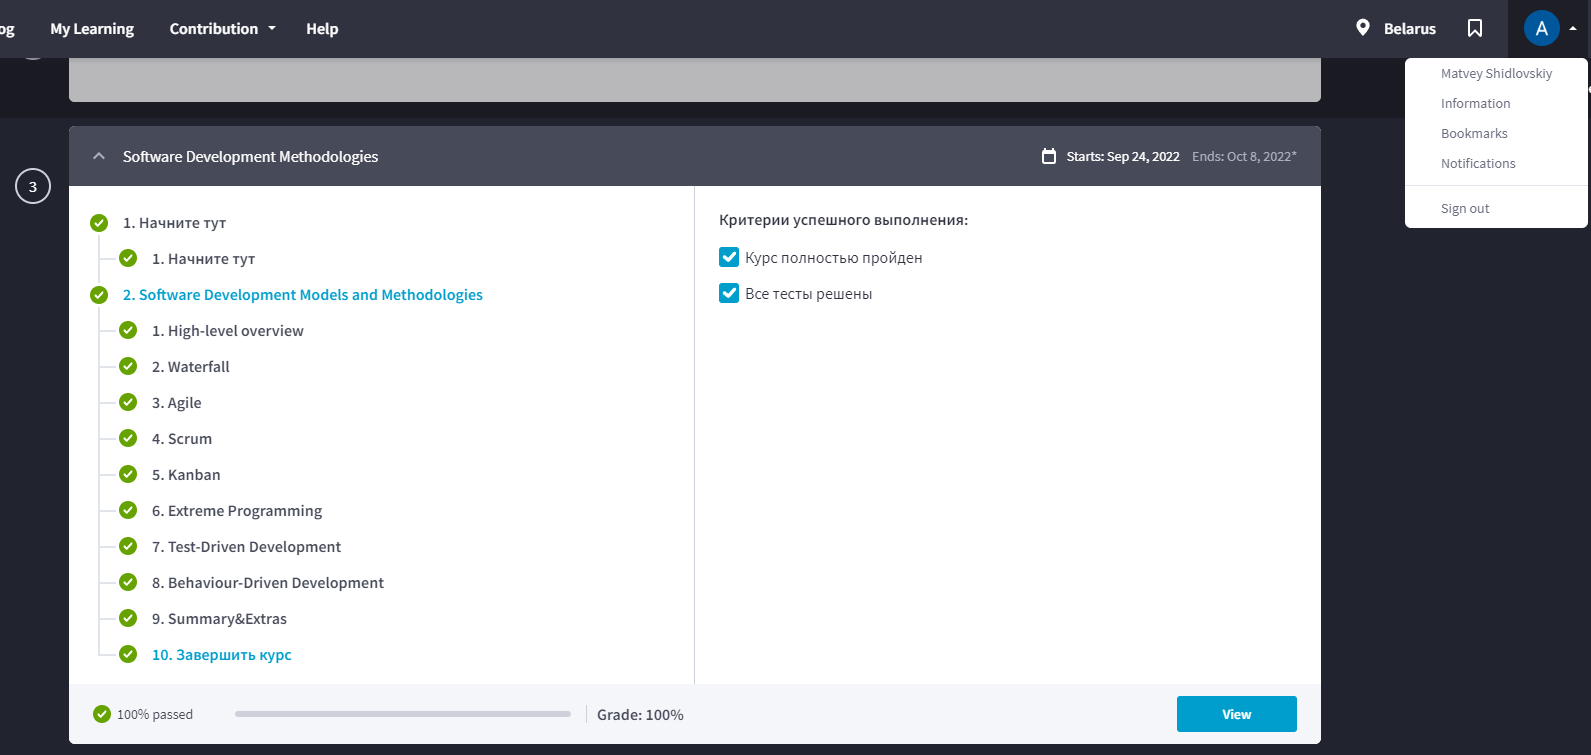 og My Learning Contribution Help Belarus A
Matvey Shidlovskiy
Information
Bookmarks
Notifications
Sign out
3
Software Development Methodologies Starts: Sep 24, 2022 Ends: Oct 8, 2022*
1. Начните тут
1. Начните тут
2. Software Development Models and Methodologies
1. High-level overview
2. Waterfall
3. Agile
4. Scrum
5. Kanban
6. Extreme Programming
7. Test-Driven Development
8. Behaviour-Driven Development
9. Summary&Extras
10. Завершить курс
Критерии успешного выполнения:
Курс полностью пройден
Все тесты решены
100% passed Grade: 100% View